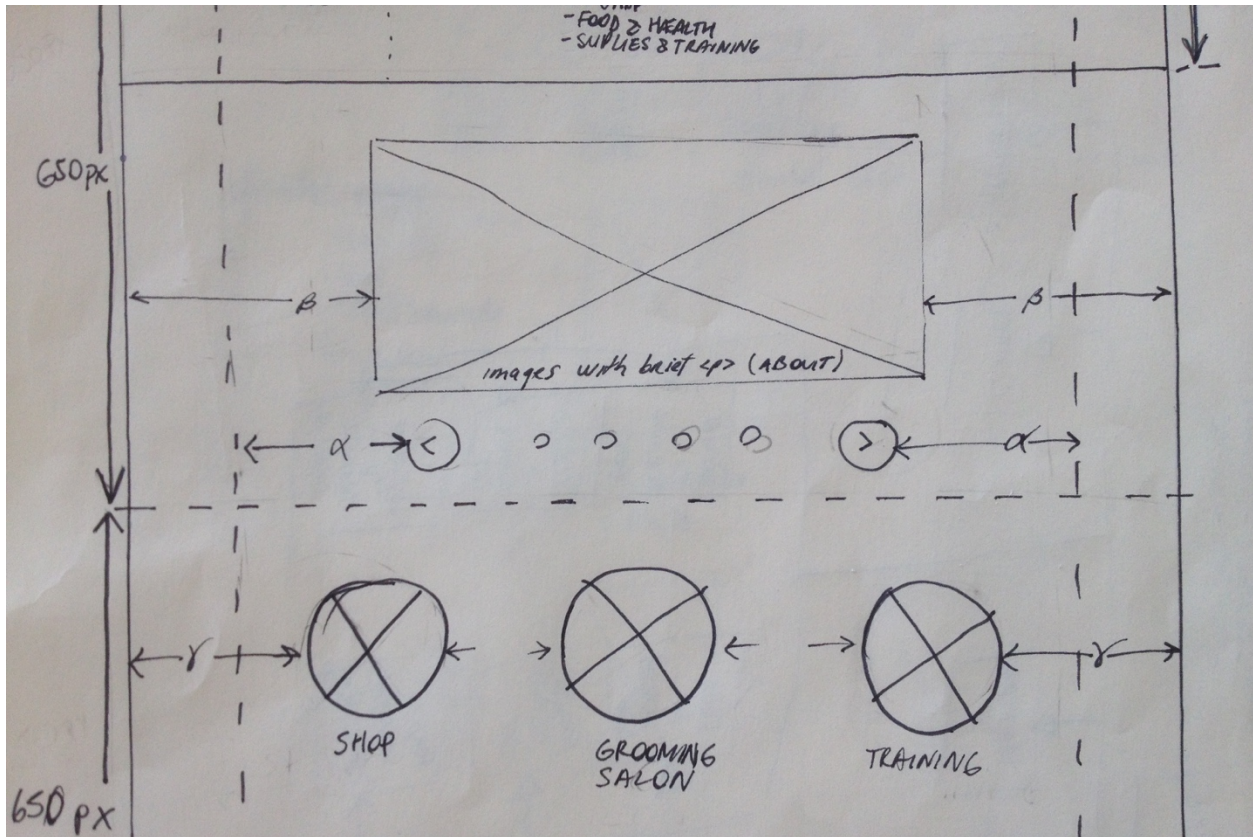 - FOOD & HEALTH
- SUPLIES & TRAINING
650px
β
β
images with brief <p> (ABOUT)
α
<
>
α
γ
γ
SHOP
GROOMING
SALON
TRAINING
650 px